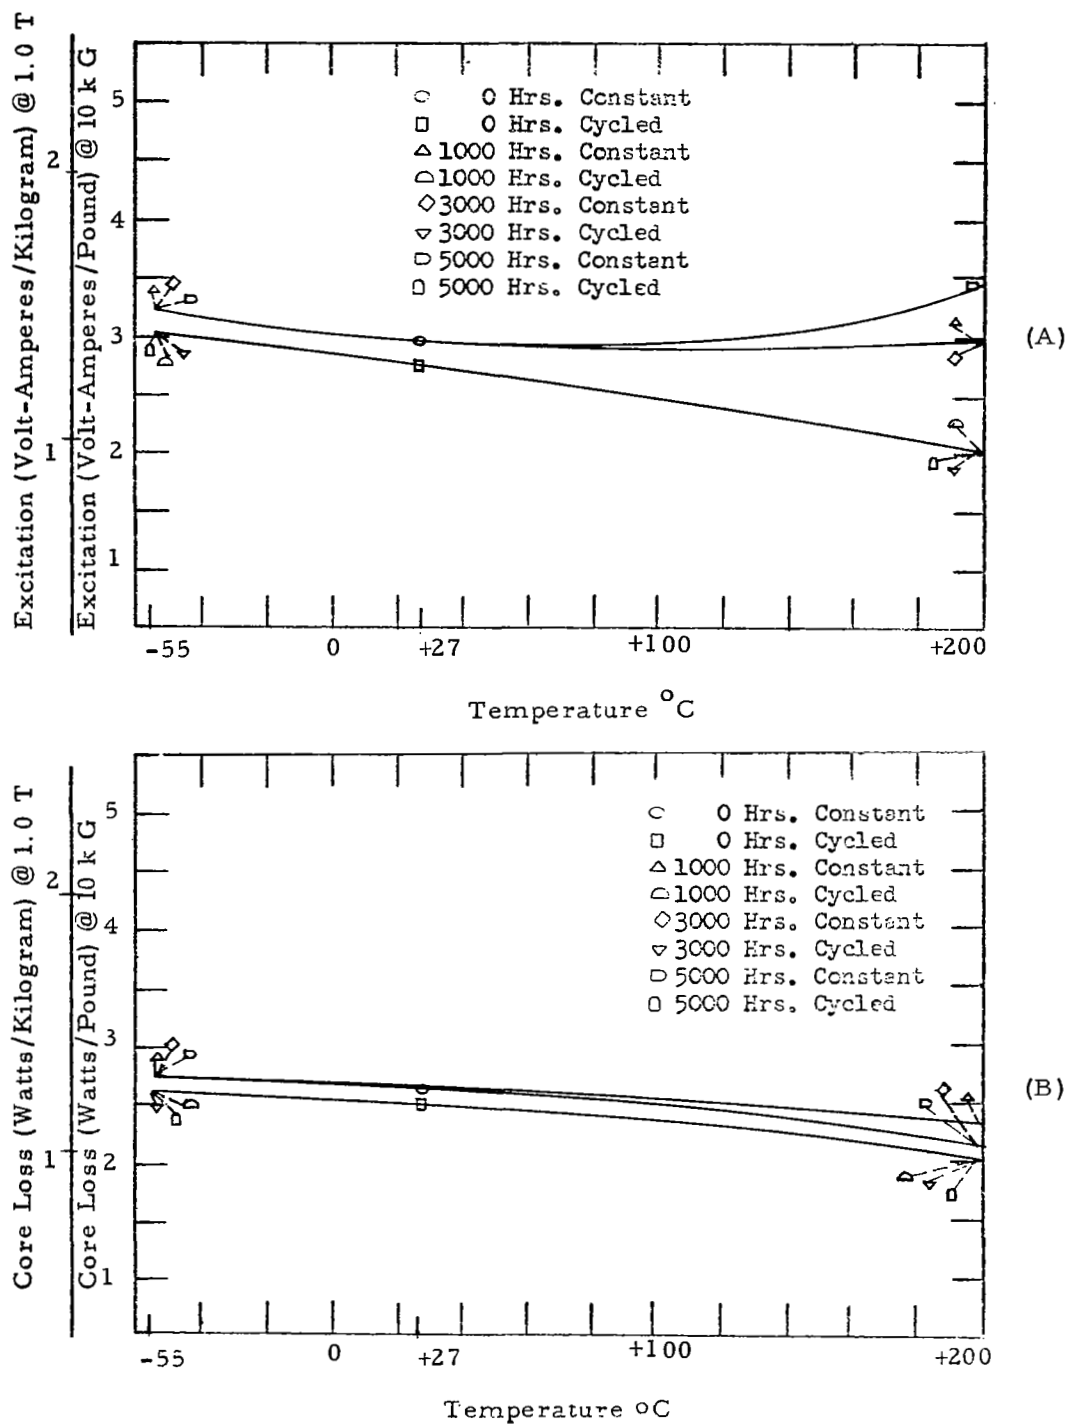 Excitation (Volt-Amperes/Kilogram) @ 1.0 T
Excitation (Volt-Amperes/Pound) @ 10 k G
2
1
5
4
3
2
1
0 Hrs. Constant
0 Hrs. Cycled
1000 Hrs. Constant
1000 Hrs. Cycled
3000 Hrs. Constant
3000 Hrs. Cycled
5000 Hrs. Constant
5000 Hrs. Cycled
(A)
-55 0 +27 +100 +200
Temperature °C
Core Loss (Watts/Kilogram) @ 1.0 T
Core Loss (Watts/Pound) @ 10 k G
2
1
5
4
3
2
1
0 Hrs. Constant
0 Hrs. Cycled
1000 Hrs. Constant
1000 Hrs. Cycled
3000 Hrs. Constant
3000 Hrs. Cycled
5000 Hrs. Constant
5000 Hrs. Cycled
(B)
-55 0 +27 +100 +200
Temperature °C